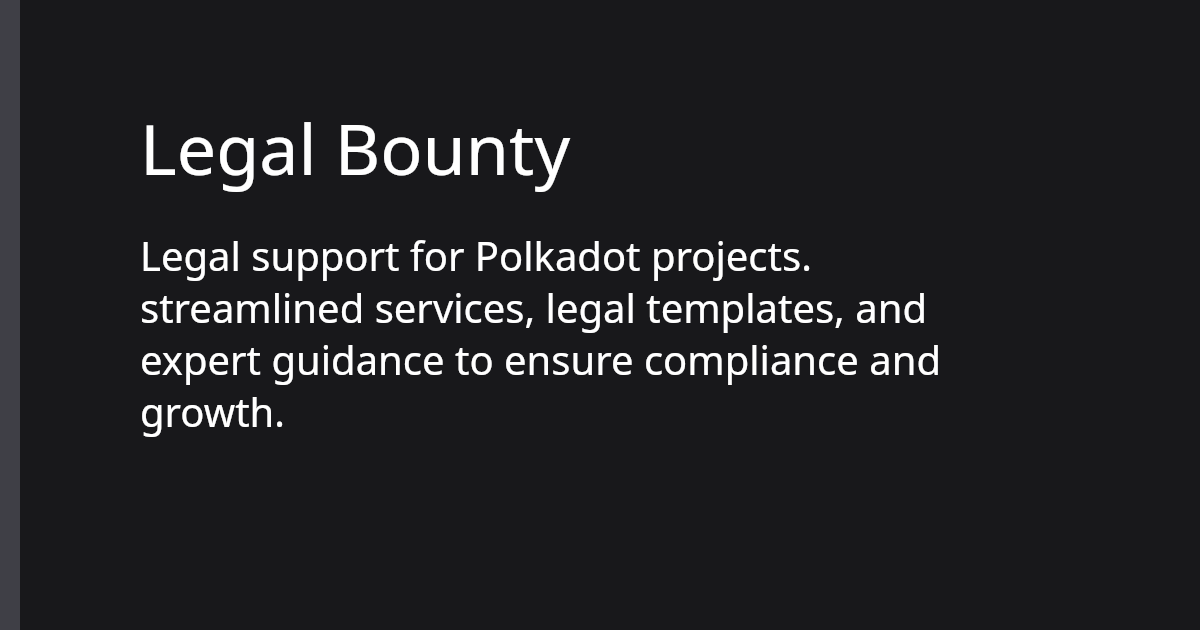 Legal Bounty
Legal support for Polkadot projects.
streamlined services, legal templates, and
expert guidance to ensure compliance and
growth.